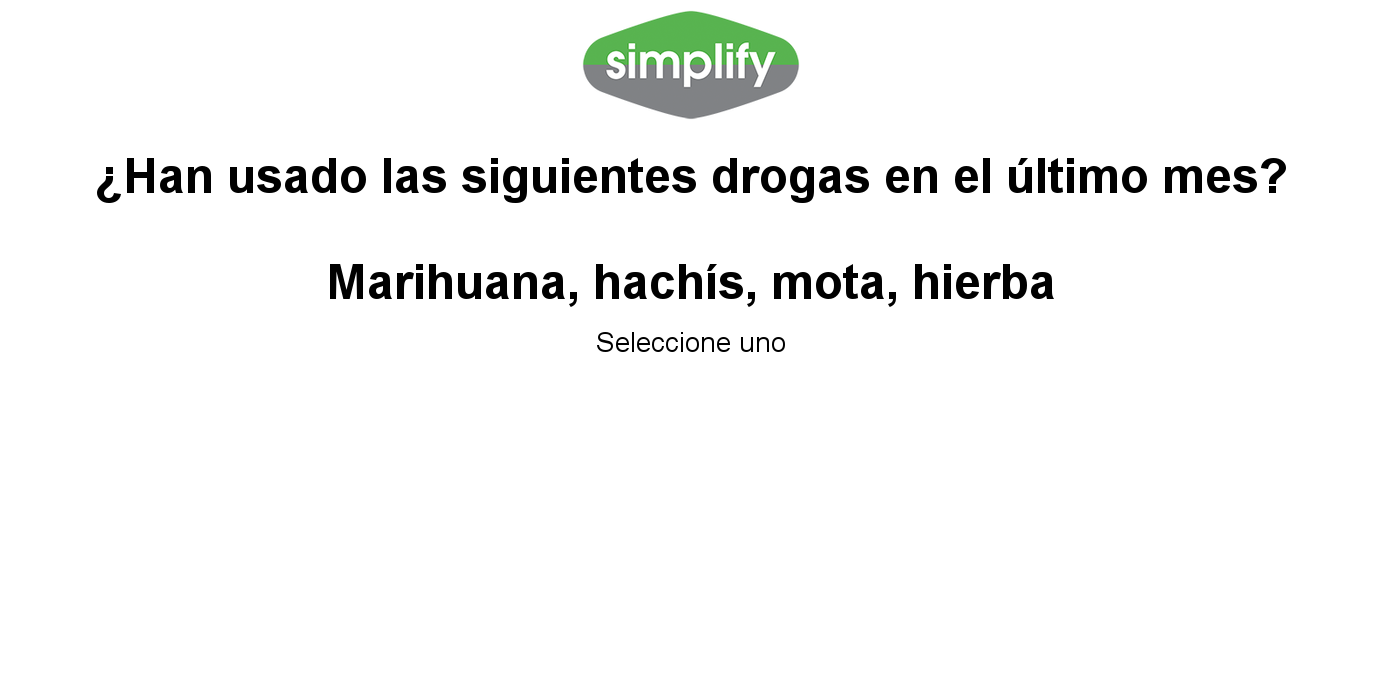 simplify
¿Han usado las siguientes drogas en el último mes?
Marihuana, hachís, mota, hierba
Seleccione uno